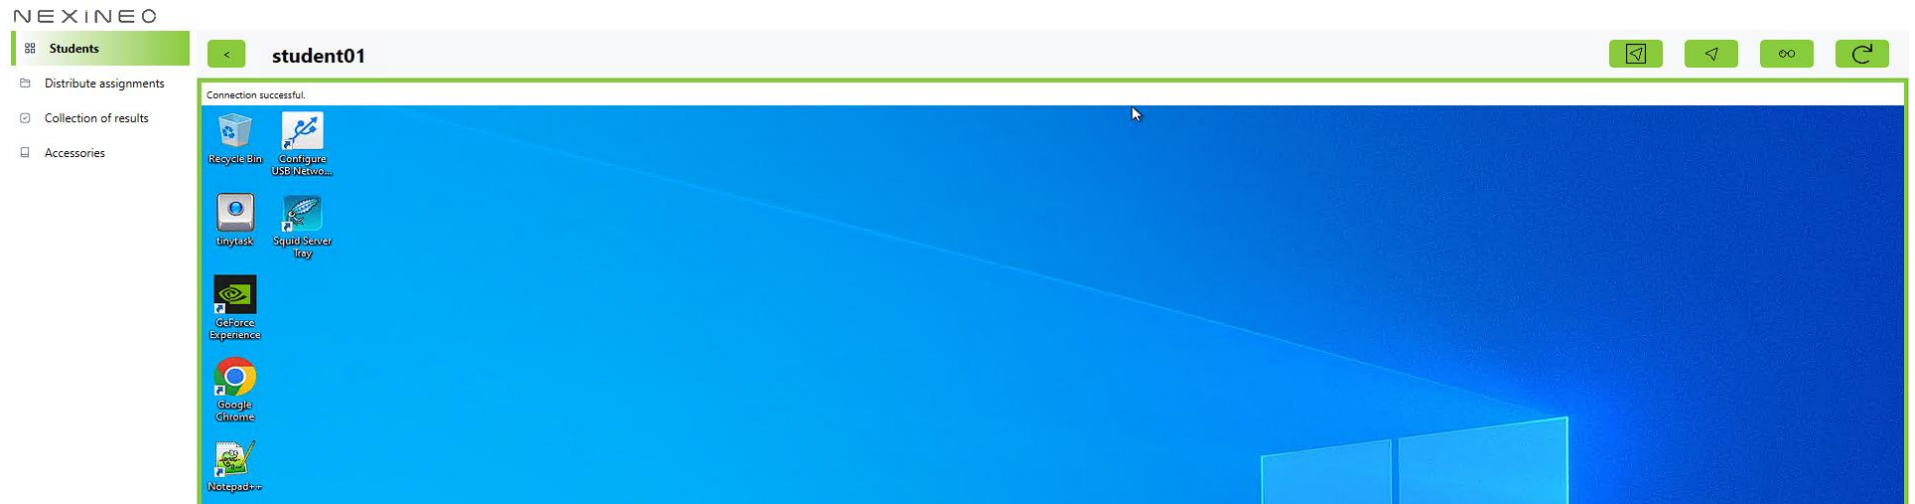 NEXINEO
Students
Distribute assignments
Collection of results
Accessories
<
student01
Connection successful.
Recycle Bin
Configure
USB Netwo...
tinytask
Squid Server
Tray
GeForce
Experience
Google
Chrome
Notepad++